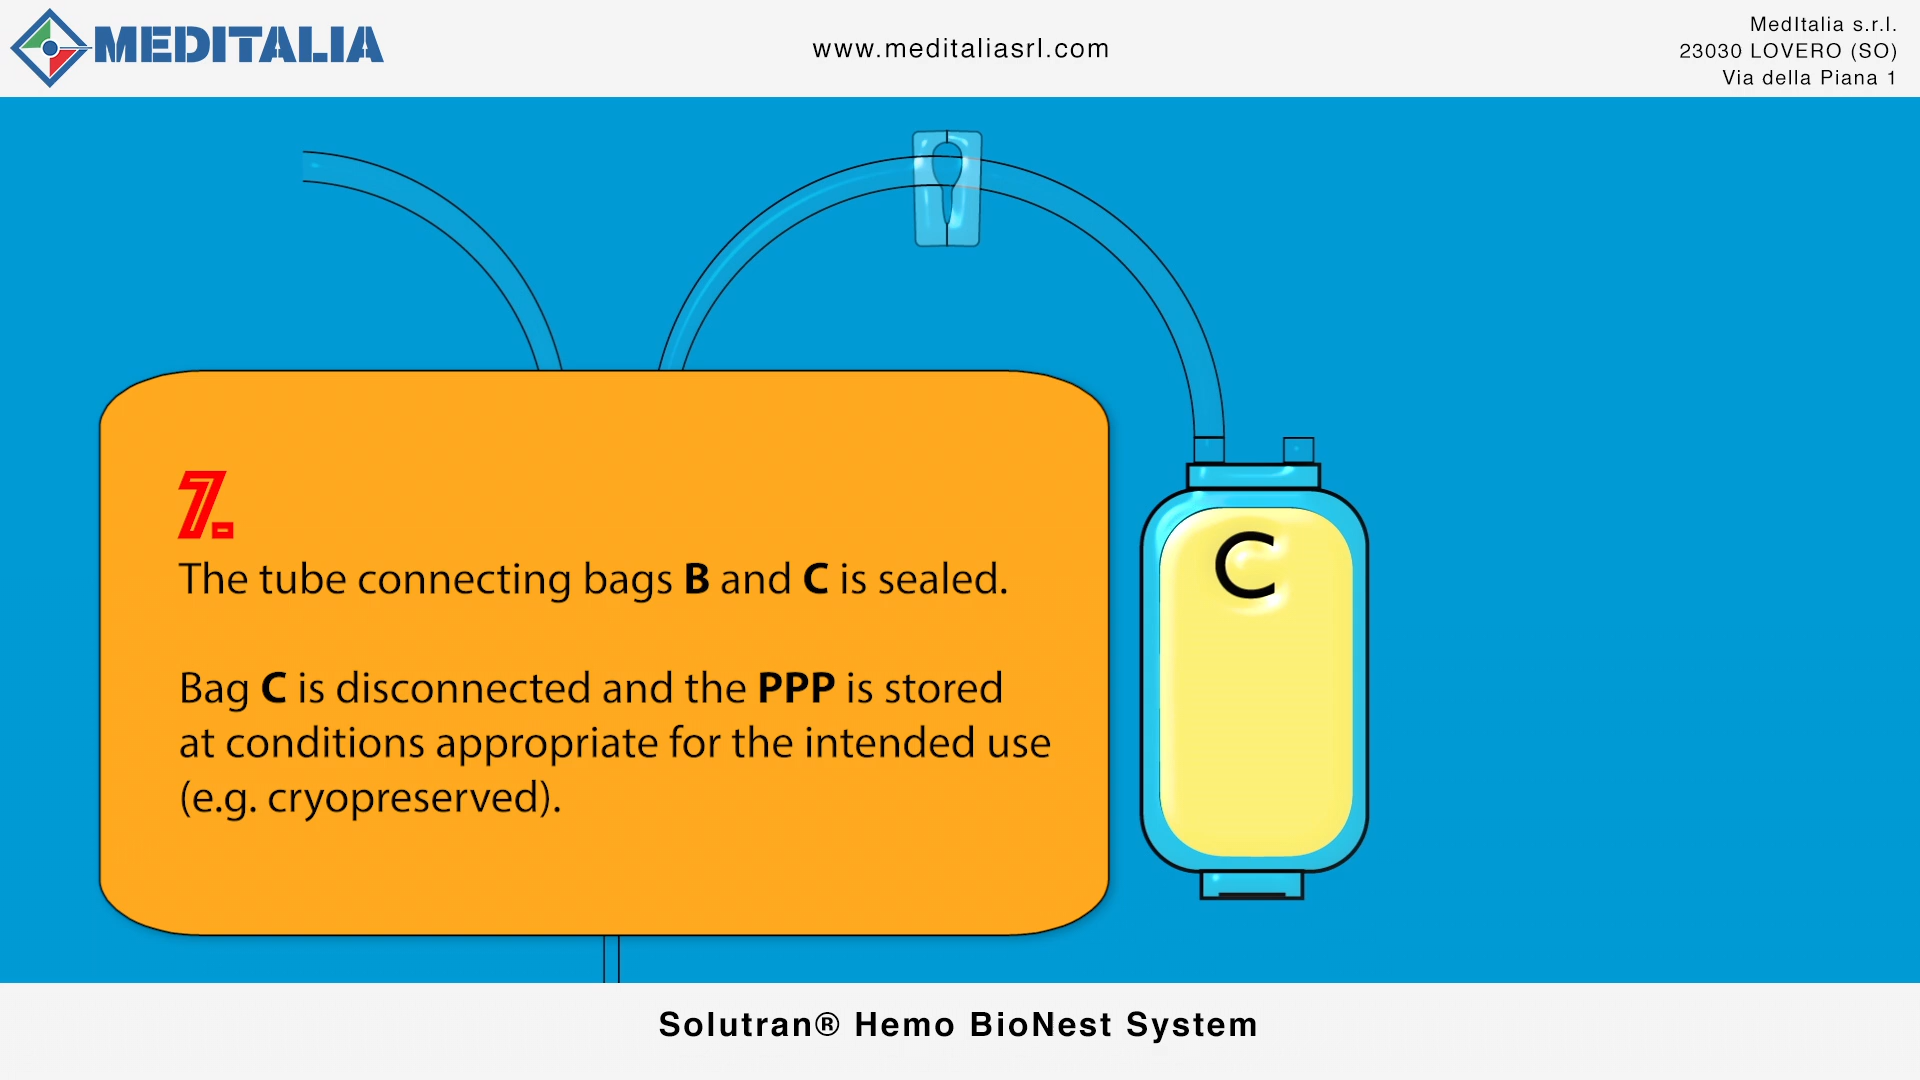 MEDITALIA
www.meditaliasrl.com
MedItalia s.r.l.
23030 LOVERO (SO)
Via della Piana 1
7.
The tube connecting bags B and C is sealed.
Bag C is disconnected and the PPP is stored
at conditions appropriate for the intended use
(e.g. cryopreserved).
C
Solutran® Hemo BioNest System